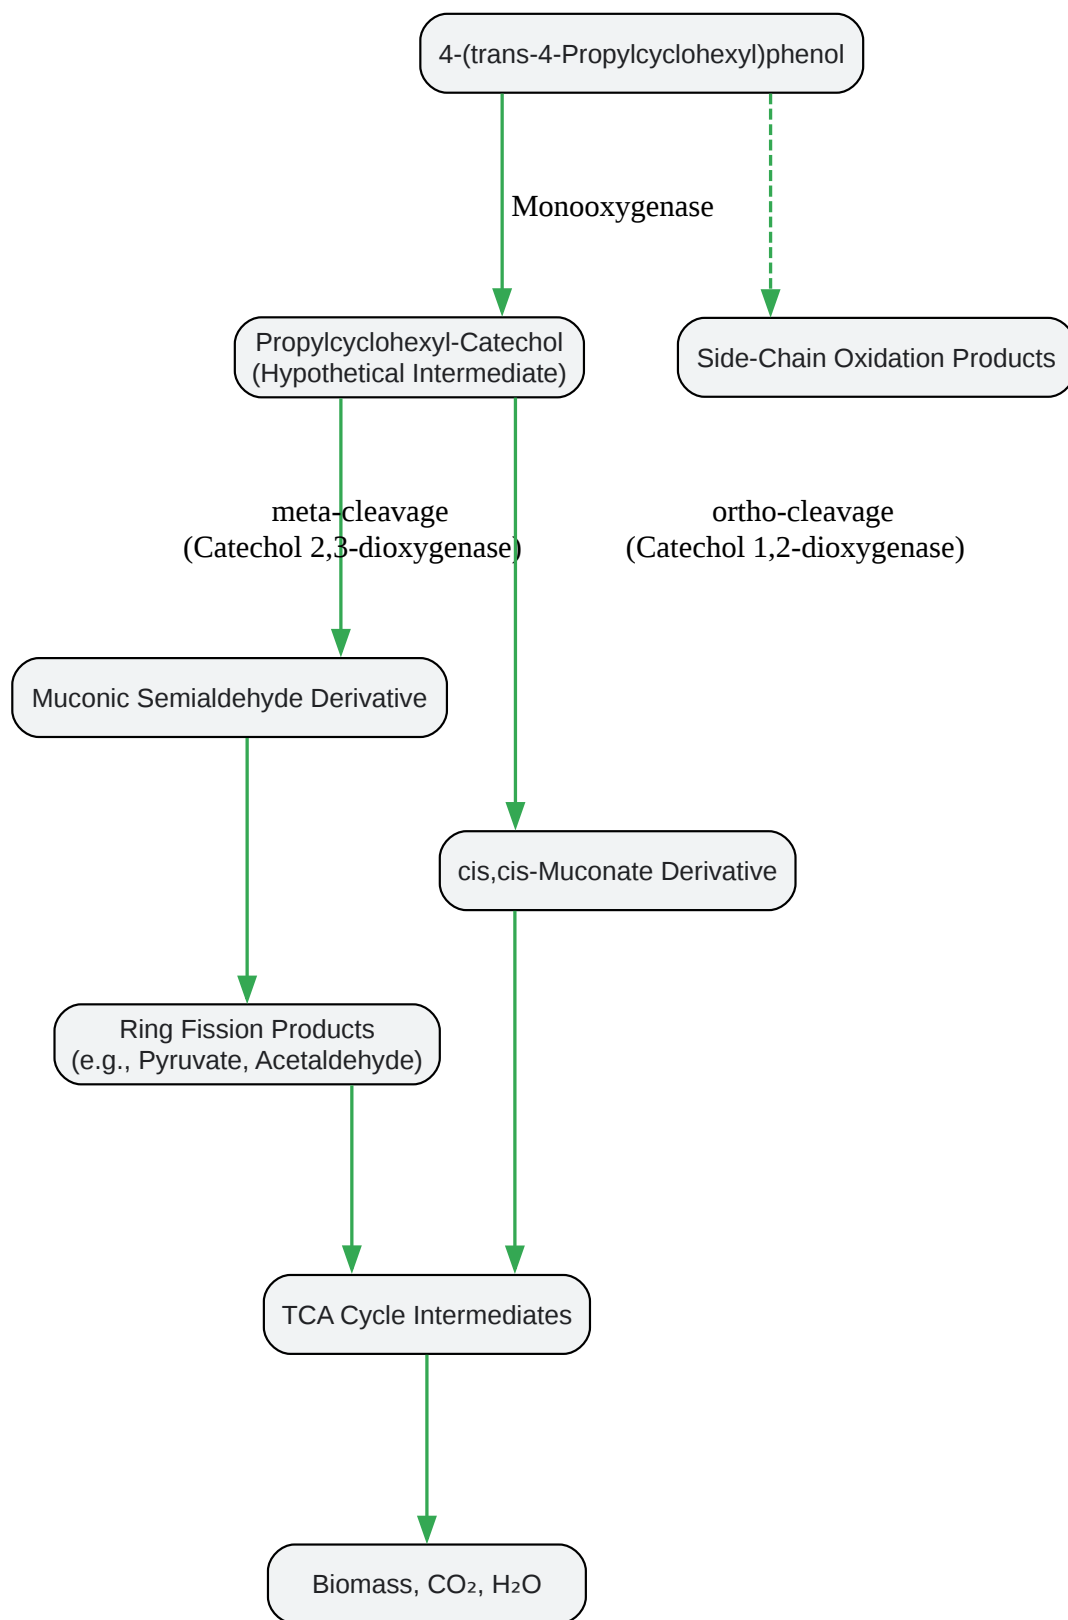 4-(trans-4-Propylcyclohexyl)phenol
Monooxygenase
Propylcyclohexyl-Catechol
(Hypothetical Intermediate)
Side-Chain Oxidation Products
meta-cleavage
(Catechol 2,3-dioxygenase)
ortho-cleavage
(Catechol 1,2-dioxygenase)
Muconic Semialdehyde Derivative
cis,cis-Muconate Derivative
Ring Fission Products
(e.g., Pyruvate, Acetaldehyde)
TCA Cycle Intermediates
Biomass, CO₂, H₂O